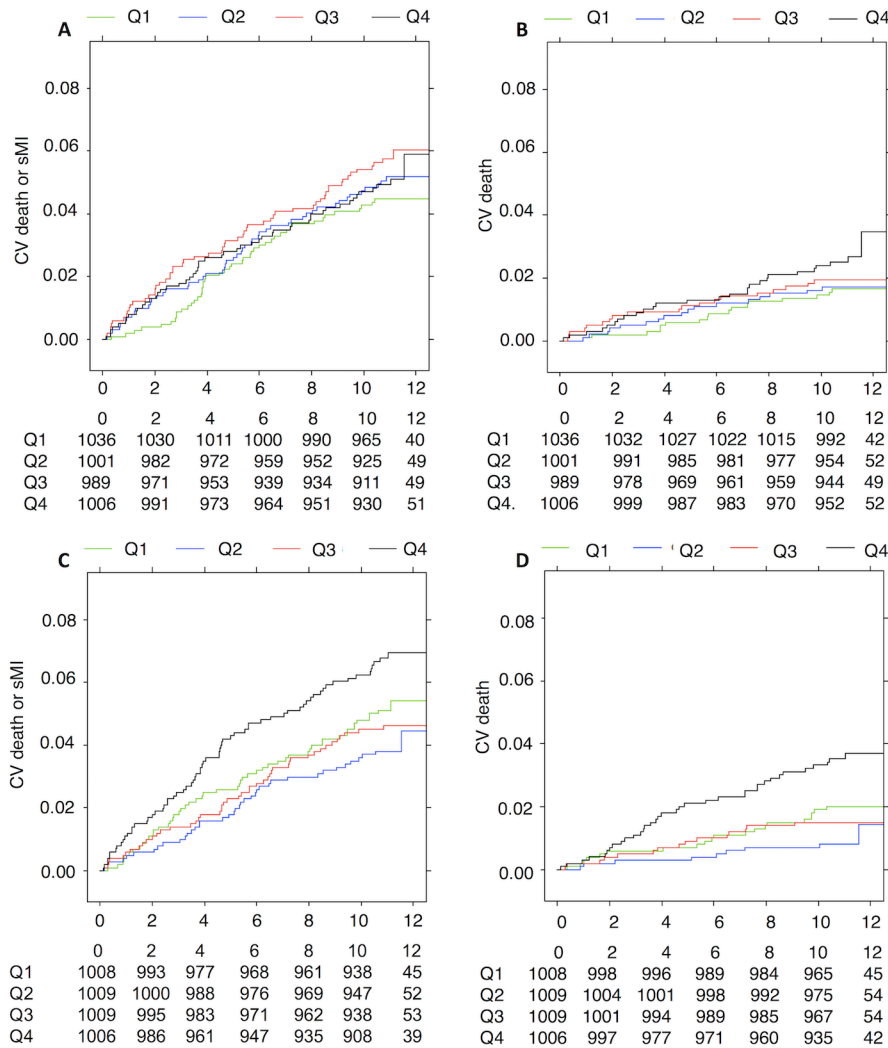 Q1 Q2 Q3 Q4
A
CV death or sMI
0.08
0.06
0.04
0.02
0.00
0 2 4 6 8 10 12
0 2 4 6 8 10 12
Q1 1036 1030 1011 1000 990 965 40
Q2 1001 982 972 959 952 925 49
Q3 989 971 953 939 934 911 49
Q4 1006 991 973 964 951 930 51
Q1 Q2 Q3 Q4
B
CV death
0.08
0.06
0.04
0.02
0.00
0 2 4 6 8 10 12
0 2 4 6 8 10 12
Q1 1036 1032 1027 1022 1015 992 42
Q2 1001 991 985 981 977 954 52
Q3 989 978 969 961 959 944 49
Q4. 1006 999 987 983 970 952 52
Q1 Q2 Q3 Q4
C
CV death or sMI
0.08
0.06
0.04
0.02
0.00
0 2 4 6 8 10 12
0 2 4 6 8 10 12
Q1 1008 993 977 968 961 938 45
Q2 1009 1000 988 976 969 947 52
Q3 1009 995 983 971 962 938 53
Q4 1006 986 961 947 935 908 39
Q1 Q2 Q3 Q4
D
CV death
0.08
0.06
0.04
0.02
0.00
0 2 4 6 8 10 12
0 2 4 6 8 10 12
Q1 1008 998 996 989 984 965 45
Q2 1009 1004 1001 998 992 975 54
Q3 1009 1001 994 989 985 967 54
Q4 1006 997 977 971 960 935 42